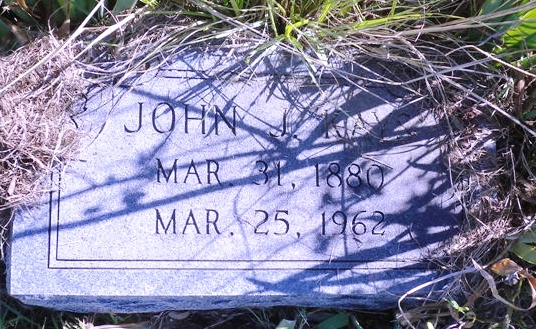 JOHN J.
MAR. 31, 1880
MAR. 25, 1962